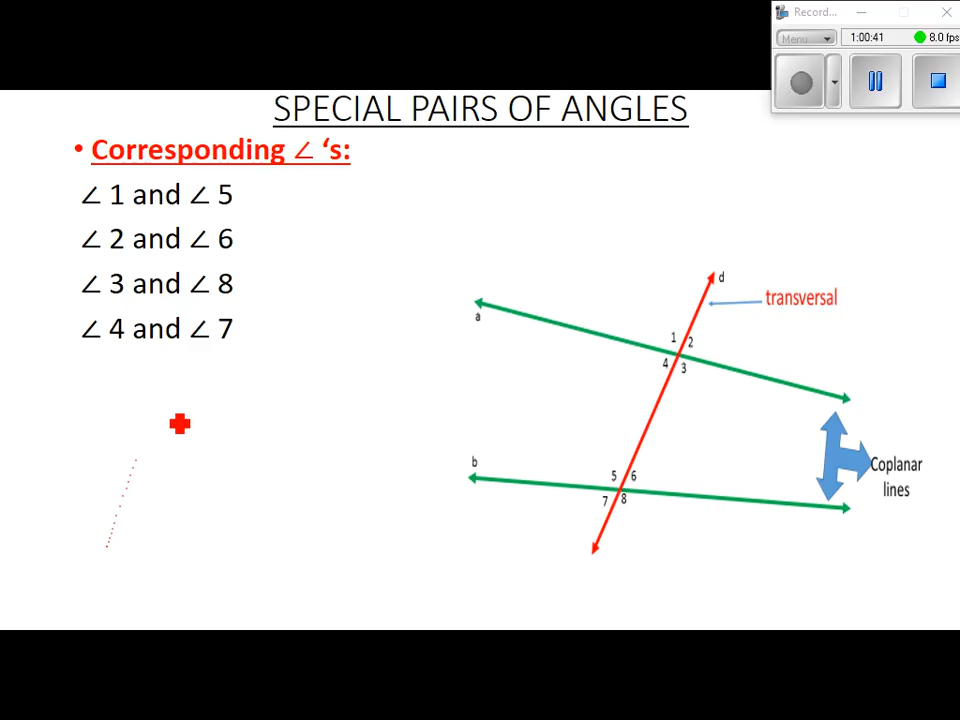 Record...
Menu
1:00:41
8.0 fps
SPECIAL PAIRS OF ANGLES
• Corresponding ∠ ‘s:
∠ 1 and ∠ 5
∠ 2 and ∠ 6
∠ 3 and ∠ 8
∠ 4 and ∠ 7
d
transversal
a
1 2
4 3
b
5 6
7 8
Coplanar
lines